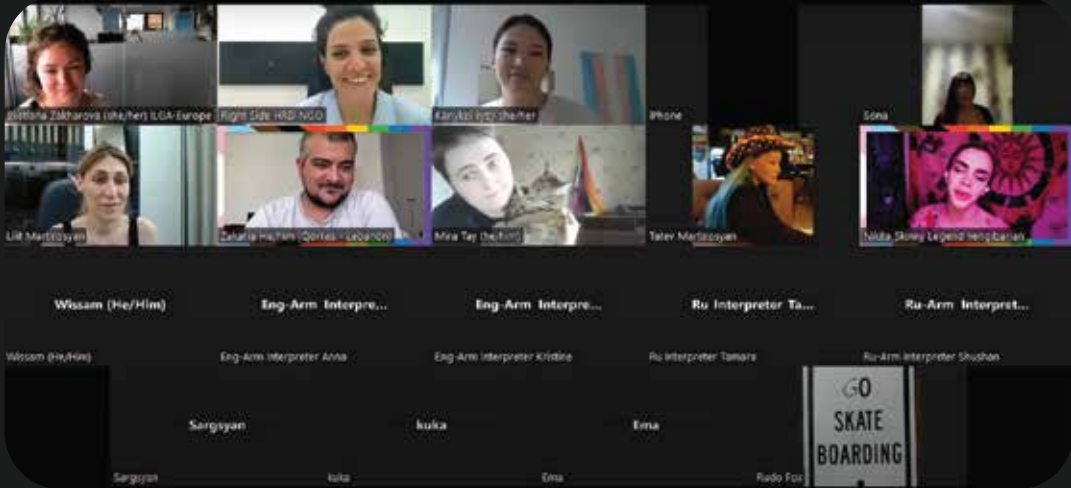 Svetlana Zakharova (she/her) ILGA-Europe
Right Side HRD NGO
she/her
iPhone
Sona
Lilit Martirosyan
Zakaria He/him (Qorras - Lebanon)
Mira Tay (he/him)
Tatev Martirosyan
Nikita Skinny Legend Yengibarian
Wissam (He/Him)
Eng-Arm Interpre...
Eng-Arm Interpre...
Ru Interpreter Ta...
Ru-Arm Interpret...
Wissam (He/Him)
Eng-Arm Interpreter Anna
Eng-Arm Interpreter Kristine
Ru Interpreter Tamara
Ru-Arm Interpreter Shushan
Sargsyan
kuka
Ema
GO
SKATE
BOARDING
Sargsyan
kuka
Ema
Rudo Fox